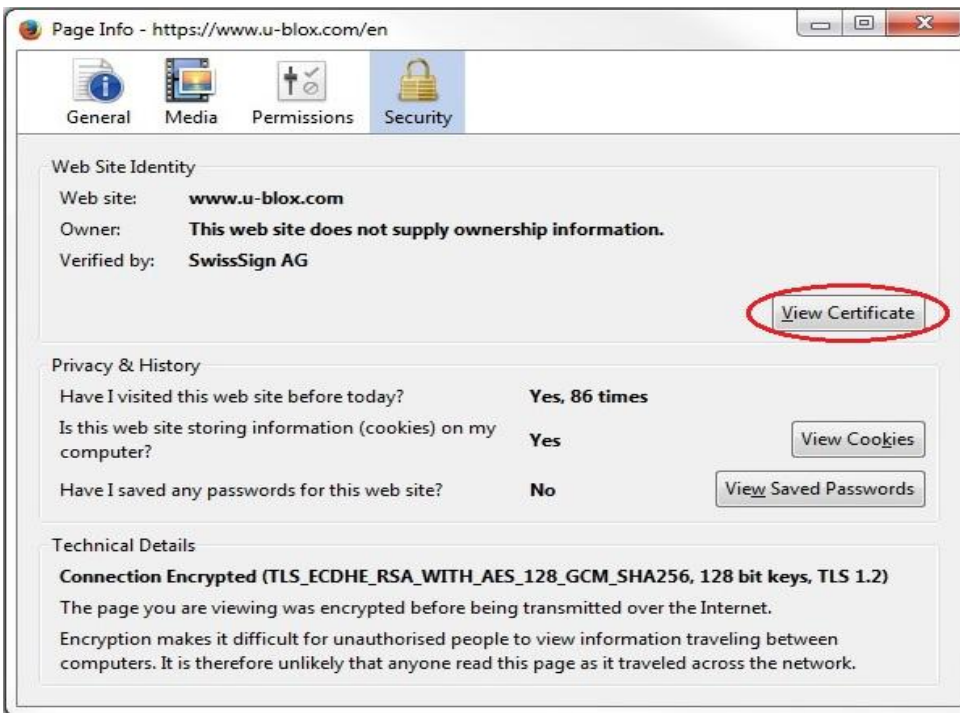 Page Info - https://www.u-blox.com/en
General Media Permissions Security
Web Site Identity
Web site: www.u-blox.com
Owner: This web site does not supply ownership information.
Verified by: SwissSign AG
View Certificate
Privacy & History
Have I visited this web site before today? Yes, 86 times
Is this web site storing information (cookies) on my
computer? Yes View Cookies
Have I saved any passwords for this web site? No View Saved Passwords
Technical Details
Connection Encrypted (TLS_ECDHE_RSA_WITH_AES_128_GCM_SHA256, 128 bit keys, TLS 1.2)
The page you are viewing was encrypted before being transmitted over the Internet.
Encryption makes it difficult for unauthorised people to view information traveling between
computers. It is therefore unlikely that anyone read this page as it traveled across the network.